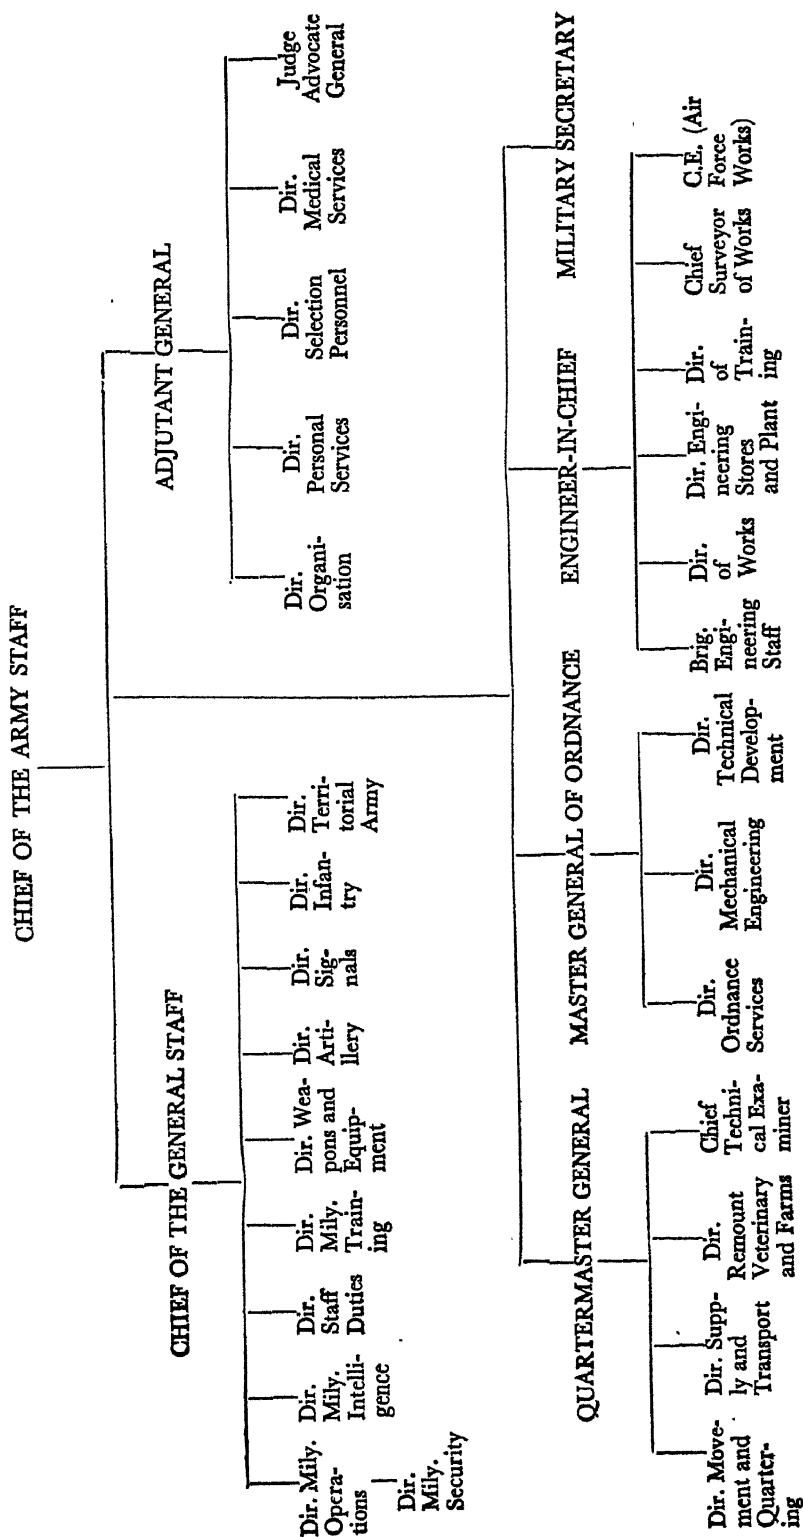 CHIEF OF THE ARMY STAFF
CHIEF OF THE GENERAL STAFF
Dir. Mily.
Opera-
tions
Dir.
Mily.
Security
Dir.
Mily.
Intelli-
gence
Dir.
Staff
Duties
Dir.
Mily.
Train-
ing
Dir. Wea-
pons and
Equip-
ment
Dir.
Arti-
llery
Dir.
Sig-
nals
Dir.
Infan-
try
Dir.
Terri-
torial
Army
ADJUTANT GENERAL
Dir.
Organi-
sation
Dir.
Personal
Services
Dir.
Selection
Personnel
Dir.
Medical
Services
Judge
Advocate
General
QUARTERMASTER GENERAL
Dir. Move-
ment and
Quarter-
ing
Dir. Supp-
ly and
Transport
Dir.
Remount
Veterinary
and Farms
Chief
Techni-
cal Exa-
miner
MASTER GENERAL OF ORDNANCE
Dir.
Ordnance
Services
Dir.
Mechanical
Engineering
Dir.
Technical
Develop-
ment
ENGINEER-IN-CHIEF
Brig.
Engi-
neering
Staff
Dir.
of
Works
Dir. Engi-
neering
Stores
and Plant
Dir.
of
Train-
ing
Chief
Surveyor
of Works
C.E. (Air
Force
Works)
MILITARY SECRETARY